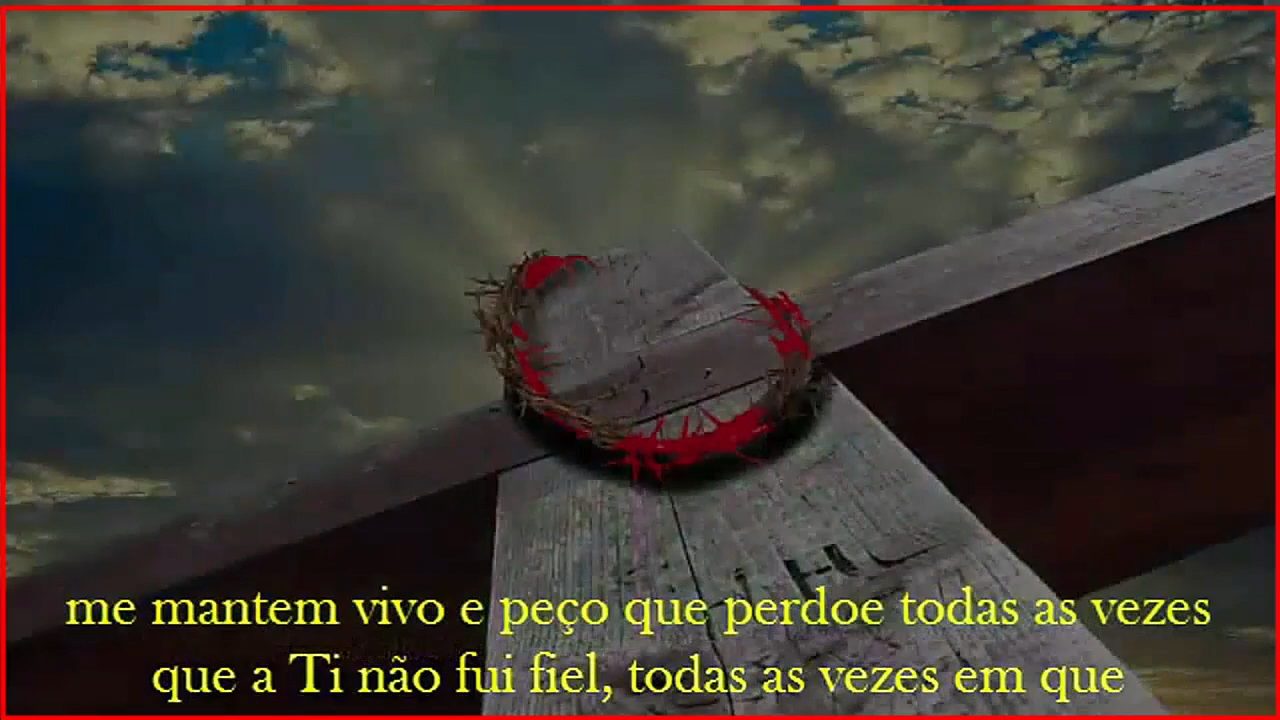 me mantem vivo e peço que perdoe todas as vezes
que a Ti não fui fiel, todas as vezes em que